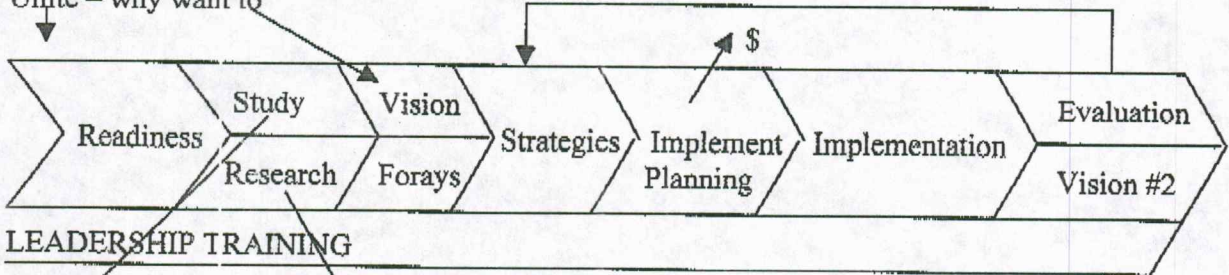 Unite – why want to
$
Readiness
Study
Research
Vision
Forays
Strategies
Implement
Planning
Implementation
Evaluation
Vision #2
LEADERSHIP TRAINING